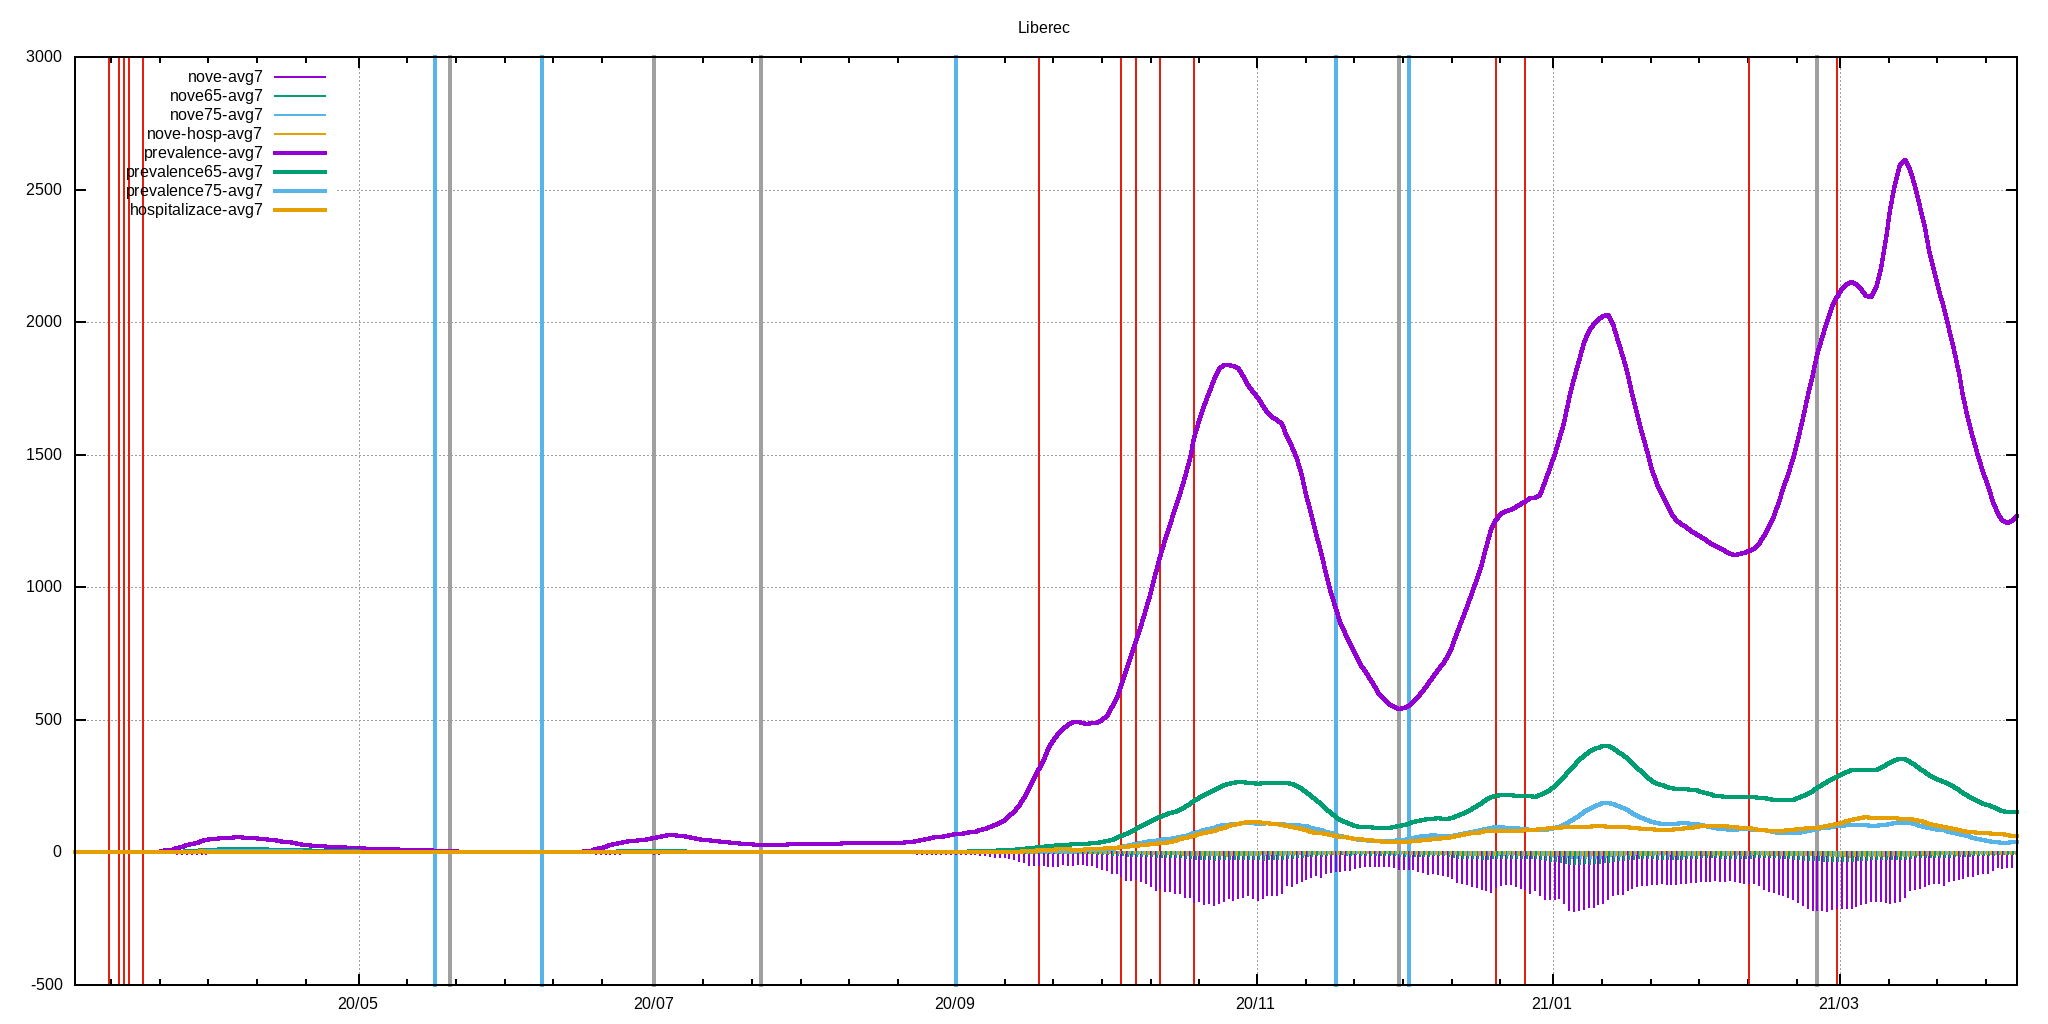 Liberec
3000
2500
2000
1500
1000
500
0
-500
nove-avg7
nove65-avg7
nove75-avg7
nove-hosp-avg7
prevalence-avg7
prevalence65-avg7
prevalence75-avg7
hospitalizace-avg7
20/05 20/07 20/09 20/11 21/01 21/03